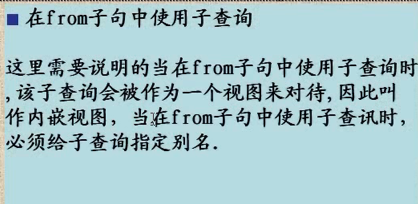 在from子句中使用子查询
这里需要说明的当在from子句中使用子查询时
,该子查询会被作为一个视图来对待,因此叫
作内嵌视图，当在from子句中使用子查讯时，
必须给子查询指定别名.